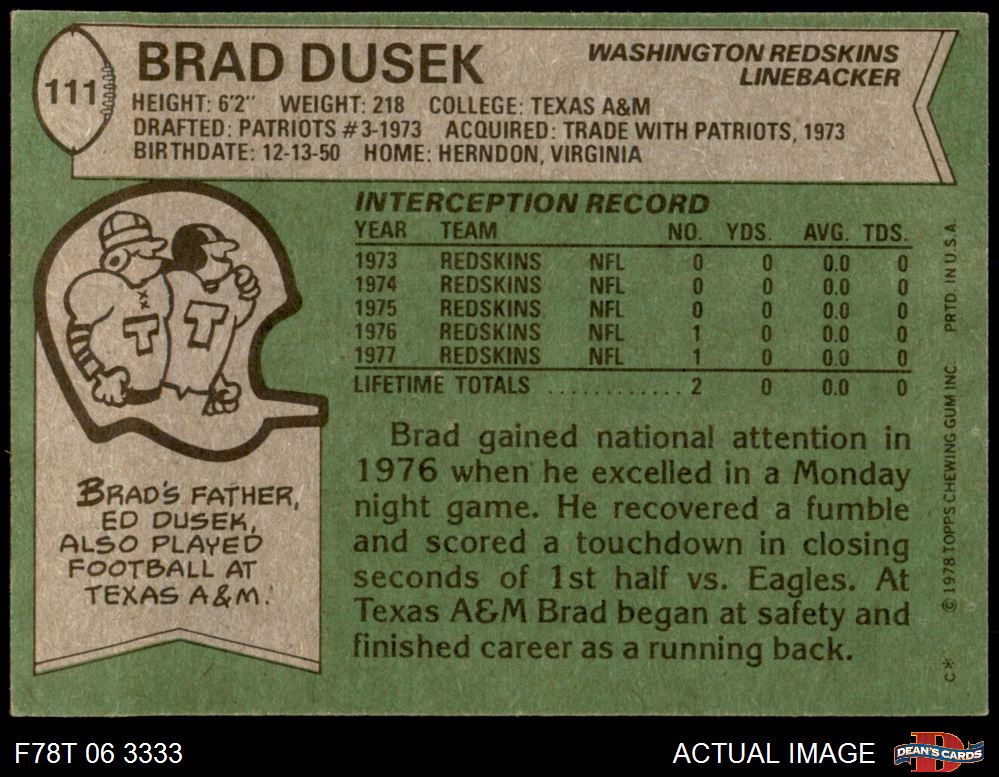 111
BRAD DUSEK
WASHINGTON REDSKINS
LINEBACKER
HEIGHT: 6'2" WEIGHT: 218 COLLEGE: TEXAS A&M
DRAFTED: PATRIOTS #3-1973 ACQUIRED: TRADE WITH PATRIOTS, 1973
BIRTHDATE: 12-13-50 HOME: HERNDON, VIRGINIA
INTERCEPTION RECORD
YEAR TEAM NO. YDS. AVG. TDS.
1973 REDSKINS NFL 0 0 0.0 0
1974 REDSKINS NFL 0 0 0.0 0
1975 REDSKINS NFL 0 0 0.0 0
1976 REDSKINS NFL 1 0 0.0 0
1977 REDSKINS NFL 1 0 0.0 0
LIFETIME TOTALS ............ 2 0 0.0 0
T T
BRAD'S FATHER,
ED DUSEK,
ALSO PLAYED
FOOTBALL AT
TEXAS A&M.
Brad gained national attention in
1976 when he excelled in a Monday
night game. He recovered a fumble
and scored a touchdown in closing
seconds of 1st half vs. Eagles. At
Texas A&M Brad began at safety and
finished career as a running back.
C* © 1978 TOPPS CHEWING GUM INC. PRTD. IN U.S.A.
F78T 06 3333
ACTUAL IMAGE
D
DEAN'S CARDS